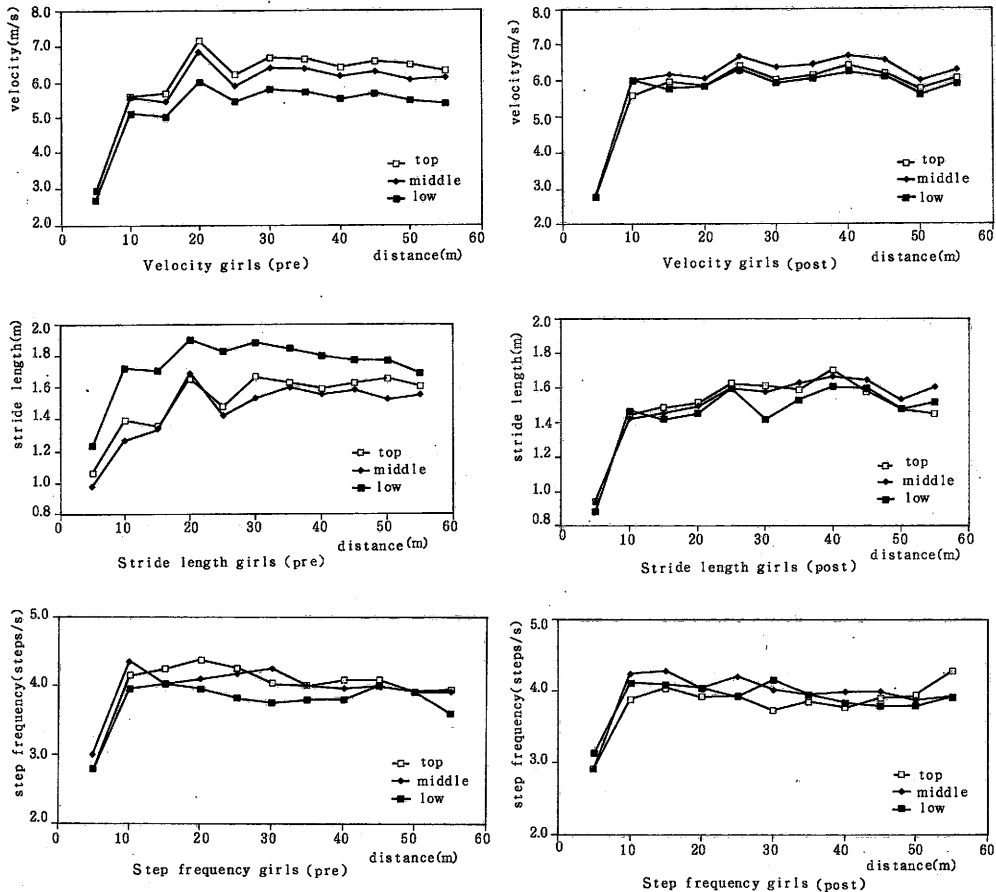 velocity(m/s)
8.0
7.0
6.0
5.0
4.0
3.0
2.0
0
10
20
30
40
50
60
top
middle
low
distance(m)
Velocity girls (pre)
velocity(m/s)
8.0
7.0
6.0
5.0
4.0
3.0
2.0
0
10
20
30
40
50
60
top
middle
low
distance(m)
Velocity girls (post)
stride length(m)
2.0
1.8
1.6
1.4
1.2
1.0
0.8
0
10
20
30
40
50
60
top
middle
low
distance(m)
Stride length girls (pre)
stride length(m)
2.0
1.8
1.6
1.4
1.2
1.0
0.8
0
10
20
30
40
50
60
top
middle
low
distance(m)
Stride length girls (post)
step frequency(steps/s)
5.0
4.0
3.0
2.0
0
10
20
30
40
50
60
top
middle
low
distance(m)
Step frequency girls (pre)
step frequency(steps/s)
5.0
4.0
3.0
2.0
0
10
20
30
40
50
60
top
middle
low
distance(m)
Step frequency girls (post)